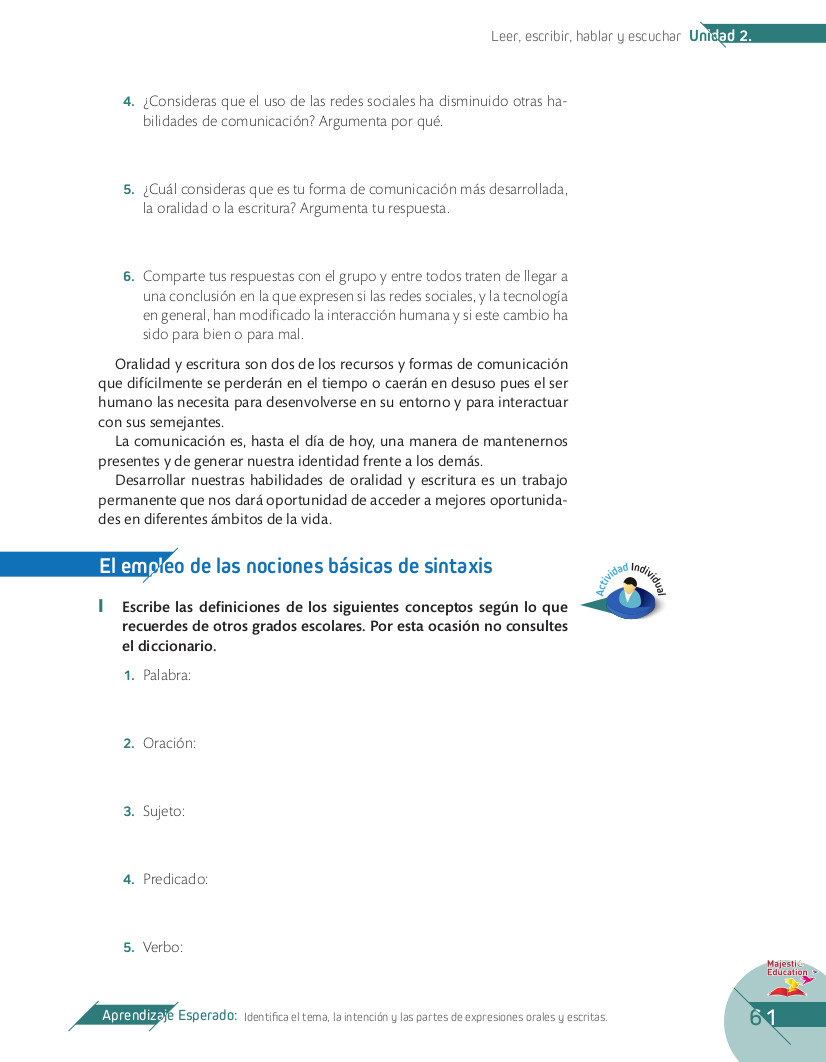 Leer, escribir, hablar y escuchar Unidad 2.
4. ¿Consideras que el uso de las redes sociales ha disminuido otras ha-
bilidades de comunicación? Argumenta por qué.
5. ¿Cuál consideras que es tu forma de comunicación más desarrollada,
la oralidad o la escritura? Argumenta tu respuesta.
6. Comparte tus respuestas con el grupo y entre todos traten de llegar a
una conclusión en la que expresen si las redes sociales, y la tecnología
en general, han modificado la interacción humana y si este cambio ha
sido para bien o para mal.
Oralidad y escritura son dos de los recursos y formas de comunicación
que difícilmente se perderán en el tiempo o caerán en desuso pues el ser
humano las necesita para desenvolverse en su entorno y para interactuar
con sus semejantes.
La comunicación es, hasta el día de hoy, una manera de mantenernos
presentes y de generar nuestra identidad frente a los demás.
Desarrollar nuestras habilidades de oralidad y escritura es un trabajo
permanente que nos dará oportunidad de acceder a mejores oportunida-
des en diferentes ámbitos de la vida.
El empleo de las nociones básicas de sintaxis
Actividad Individual
I Escribe las definiciones de los siguientes conceptos según lo que
recuerdes de otros grados escolares. Por esta ocasión no consultes
el diccionario.
1. Palabra:
2. Oración:
3. Sujeto:
4. Predicado:
5. Verbo:
Majestic
Education
Aprendizaje Esperado: Identifica el tema, la intención y las partes de expresiones orales y escritas.
61